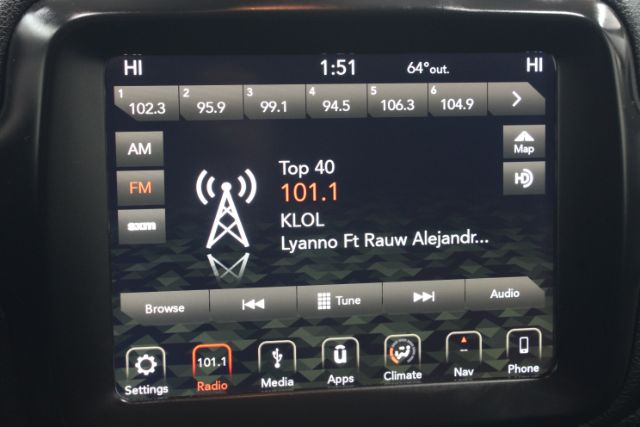 HI 1:51 64°out. HI
1 102.3 2 95.9 3 99.1 4 94.5 5 106.3 6 104.9
AM
FM
sxm
Top 40
101.1
KLOL
Lyanno Ft Rauw Alejandr...
Map
HD
Browse Tune Audio
101.1
Settings Radio Media Apps Climate Nav Phone